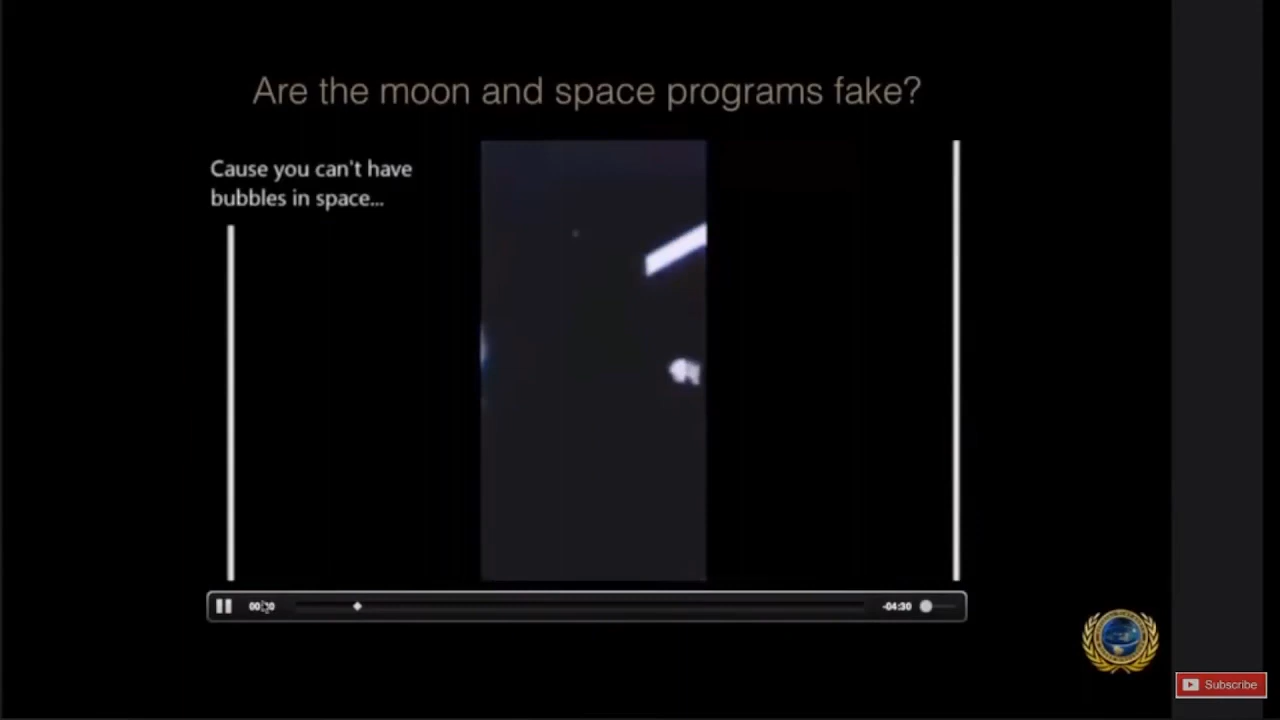 Are the moon and space programs fake?
Cause you can't have
bubbles in space...
-04:30
Subscribe